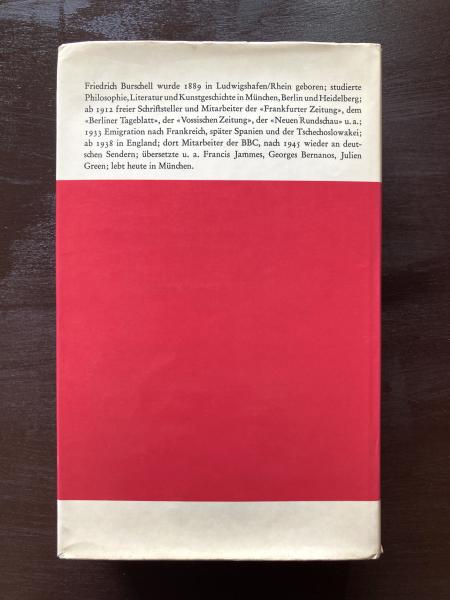 Friedrich Burschell wurde 1889 in Ludwigshafen/Rhein geboren; studierte
Philosophie, Literatur und Kunstgeschichte in München, Berlin und Heidelberg;
ab 1912 freier Schriftsteller und Mitarbeiter der «Frankfurter Zeitung», dem
«Berliner Tageblatt», der «Vossischen Zeitung», der «Neuen Rundschau» u. a.;
1933 Emigration nach Frankreich, später Spanien und der Tschechoslowakei;
ab 1938 in England; dort Mitarbeiter der BBC, nach 1945 wieder an deut-
schen Sendern; übersetzte u. a. Francis Jammes, Georges Bernanos, Julien
Green; lebt heute in München.